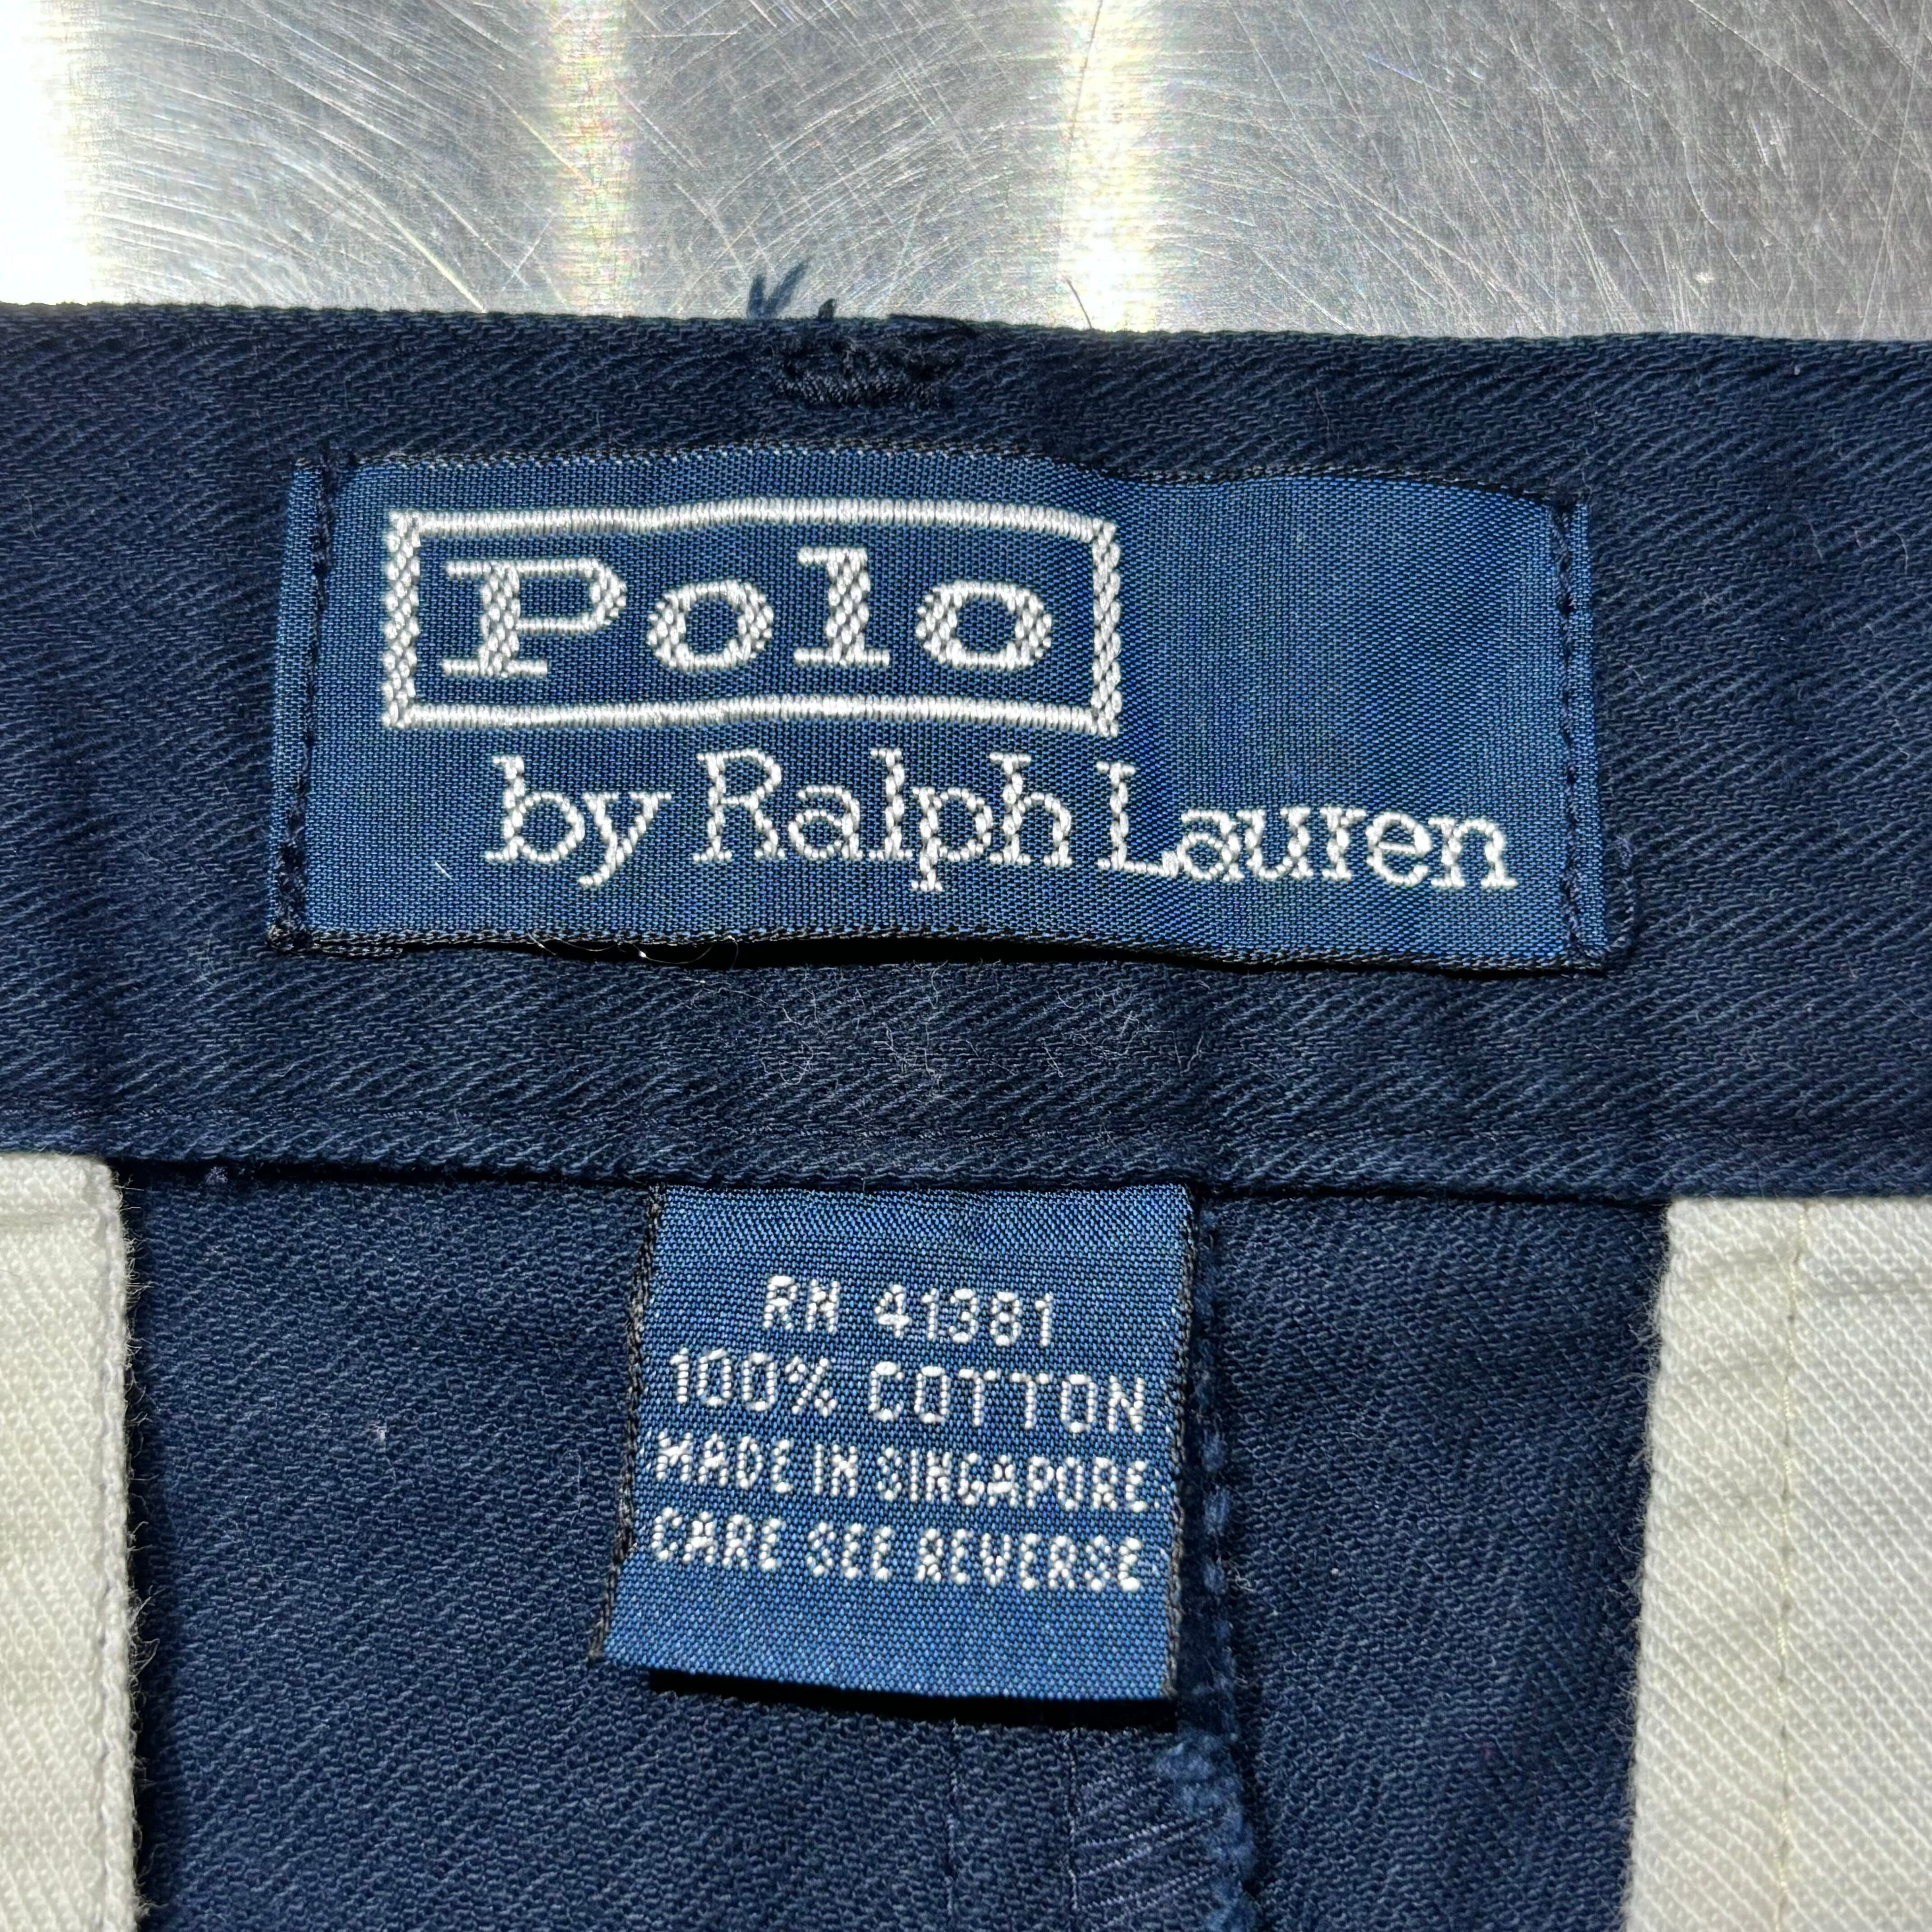 Polo
by Ralph Lauren
RN 41381
100% COTTON
MADE IN SINGAPORE
CARE SEE REVERSE